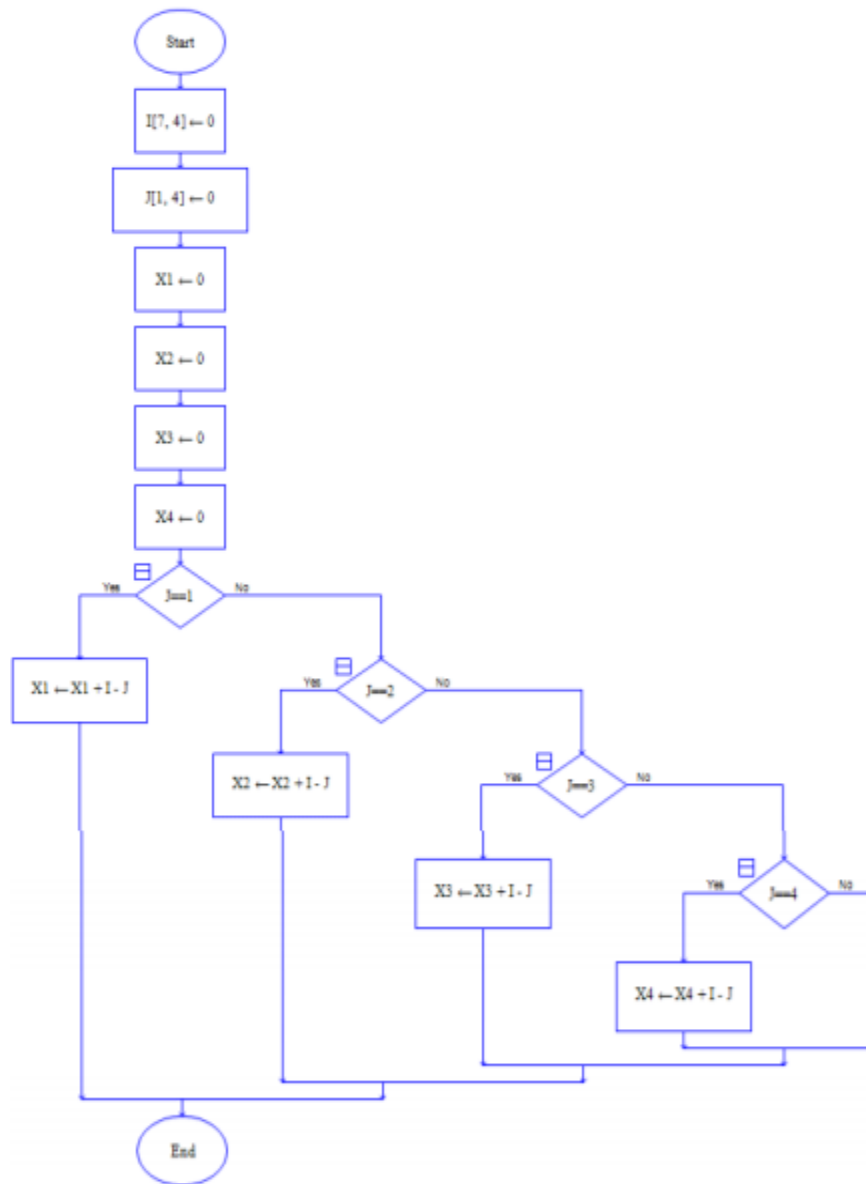 Start
I[7, 4] ← 0
J[1, 4] ← 0
X1 ← 0
X2 ← 0
X3 ← 0
X4 ← 0
Yes
J==1
No
X1 ← X1 + I - J
Yes
J==2
No
X2 ← X2 + I - J
Yes
J==3
No
X3 ← X3 + I - J
Yes
J==4
No
X4 ← X4 + I - J
End